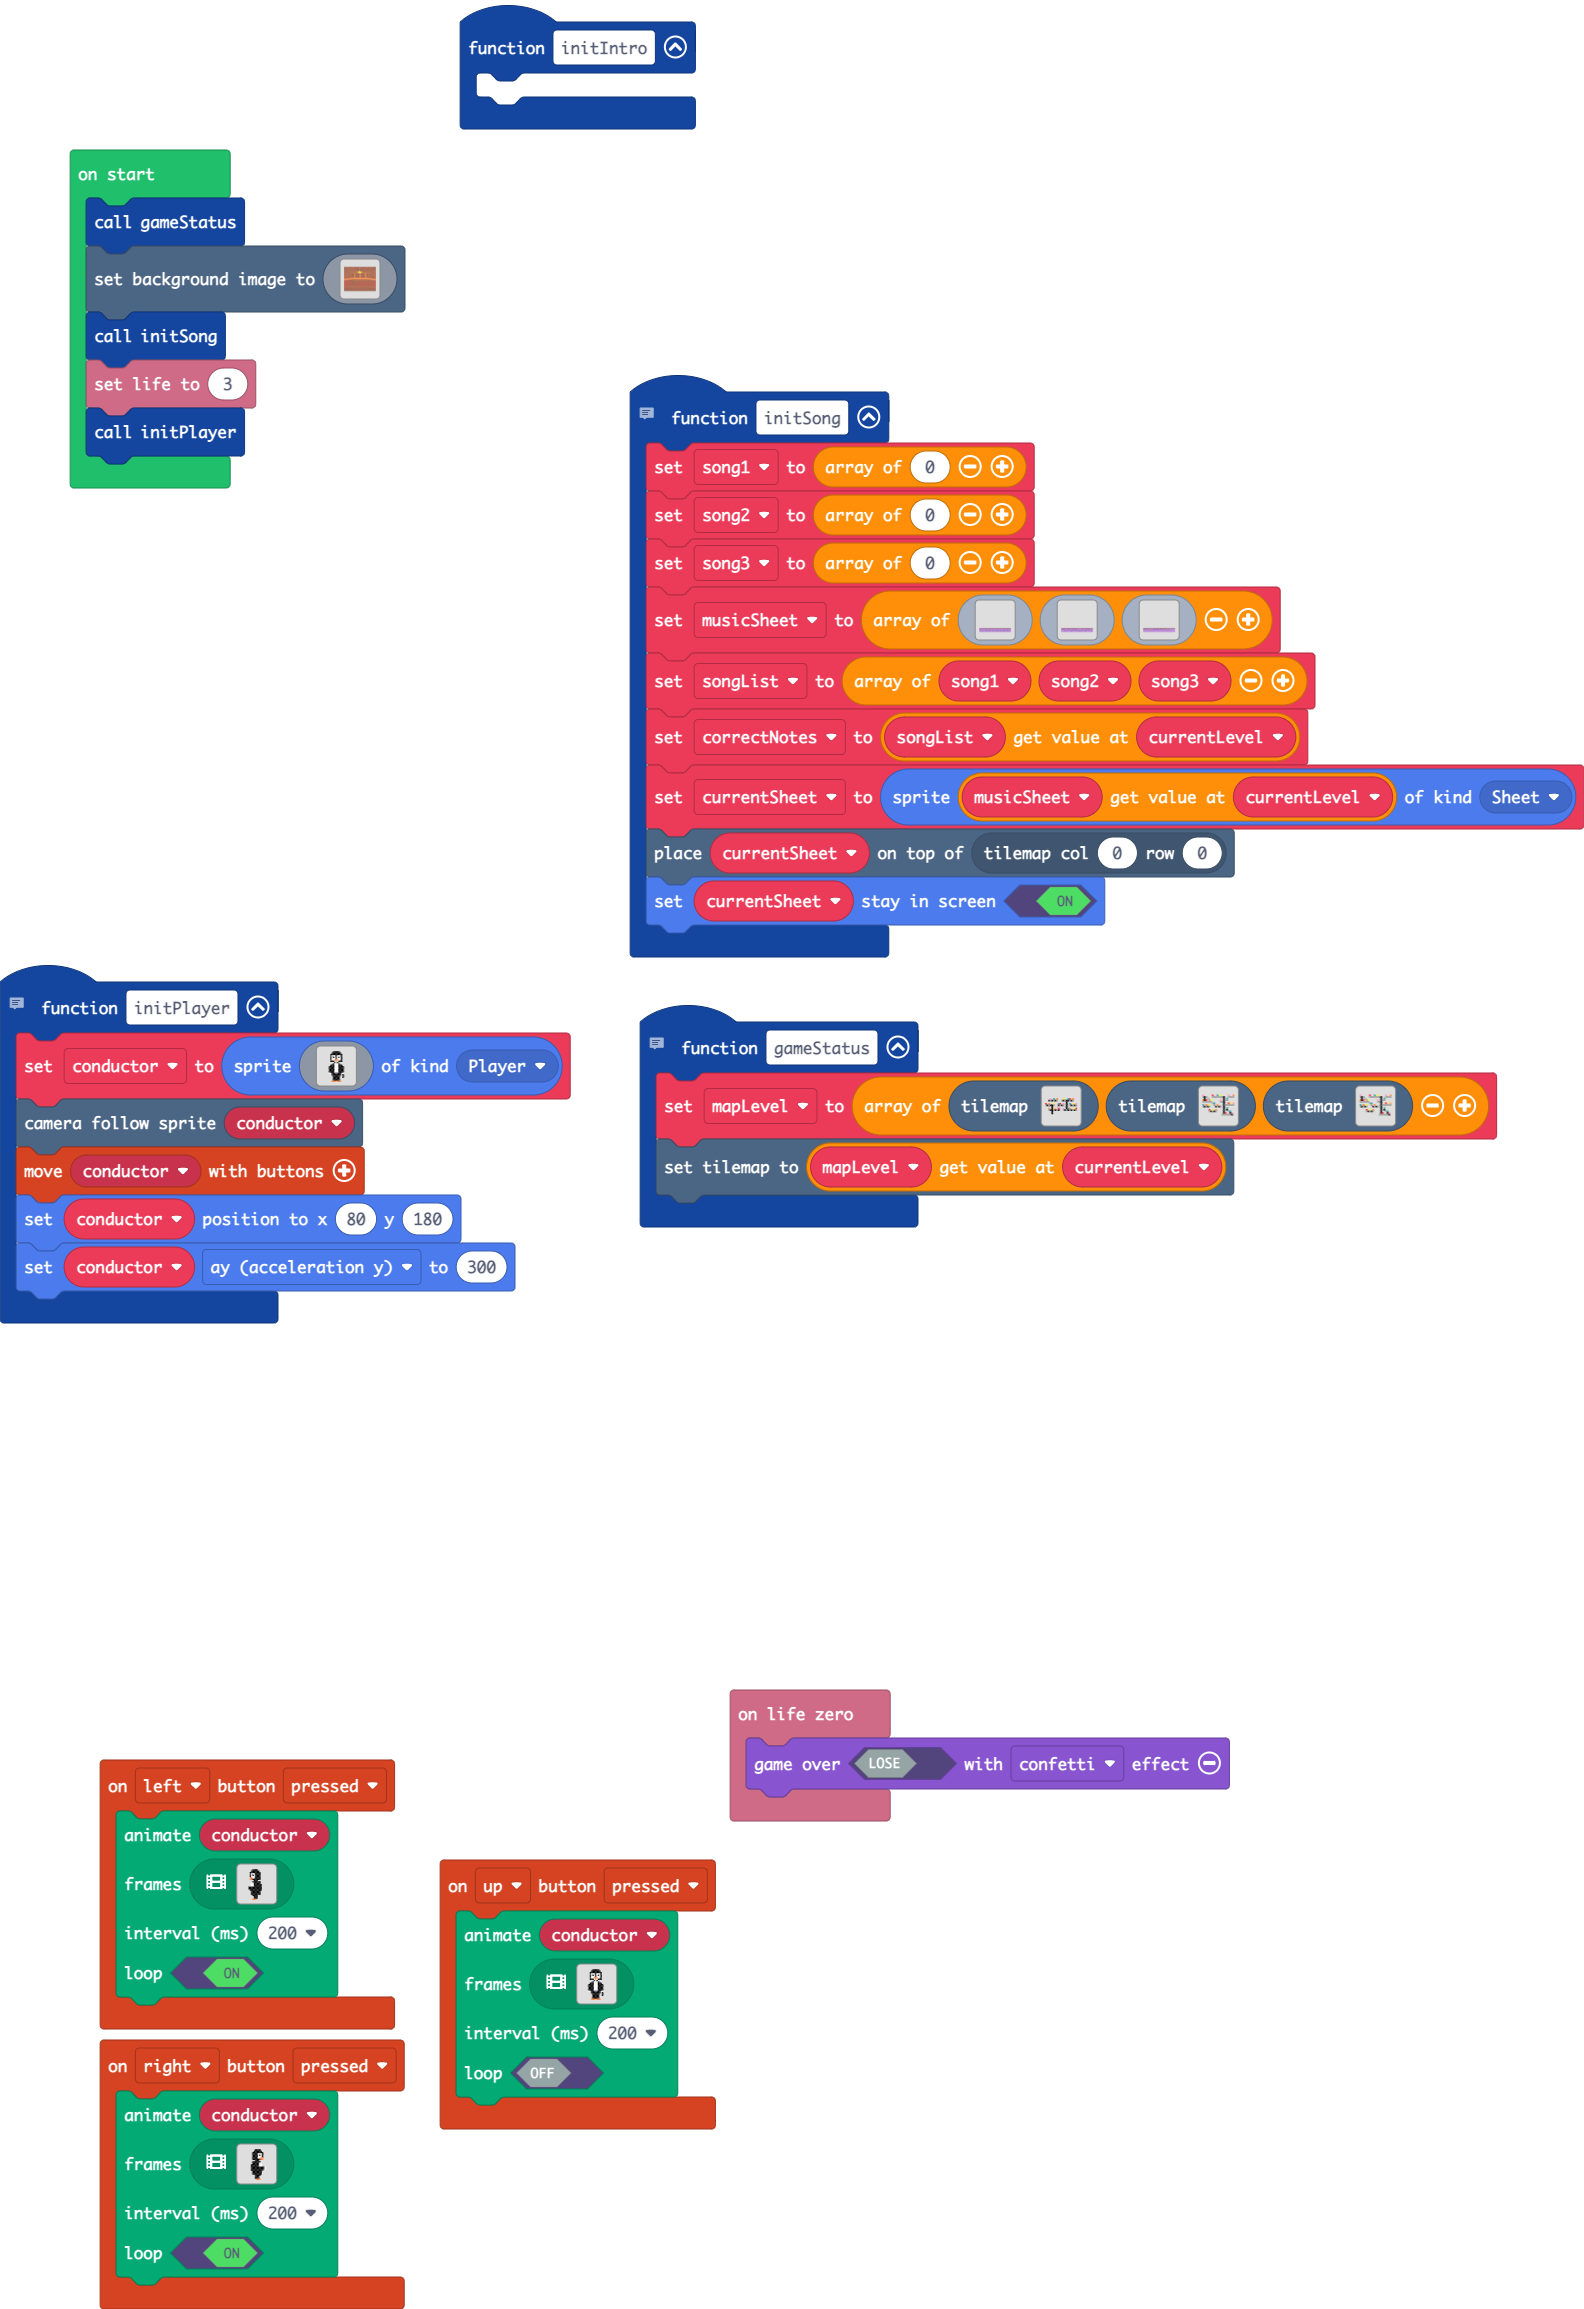 function initIntro
on start
call gameStatus
set background image to
call initSong
set life to 3
call initPlayer
function initSong
set song1 to array of 0
set song2 to array of 0
set song3 to array of 0
set musicSheet to array of
set songList to array of song1 song2 song3
set correctNotes to songList get value at currentLevel
set currentSheet to sprite musicSheet get value at currentLevel of kind Sheet
place currentSheet on top of tilemap col 0 row 0
set currentSheet stay in screen ON
function initPlayer
set conductor to sprite of kind Player
camera follow sprite conductor
move conductor with buttons
set conductor position to x 80 y 180
set conductor ay (acceleration y) to 300
function gameStatus
set mapLevel to array of tilemap tilemap tilemap
set tilemap to mapLevel get value at currentLevel
on life zero
game over LOSE with confetti effect
on left button pressed
animate conductor
frames
interval (ms) 200
loop ON
on up button pressed
animate conductor
frames
interval (ms) 200
loop OFF
on right button pressed
animate conductor
frames
interval (ms) 200
loop ON